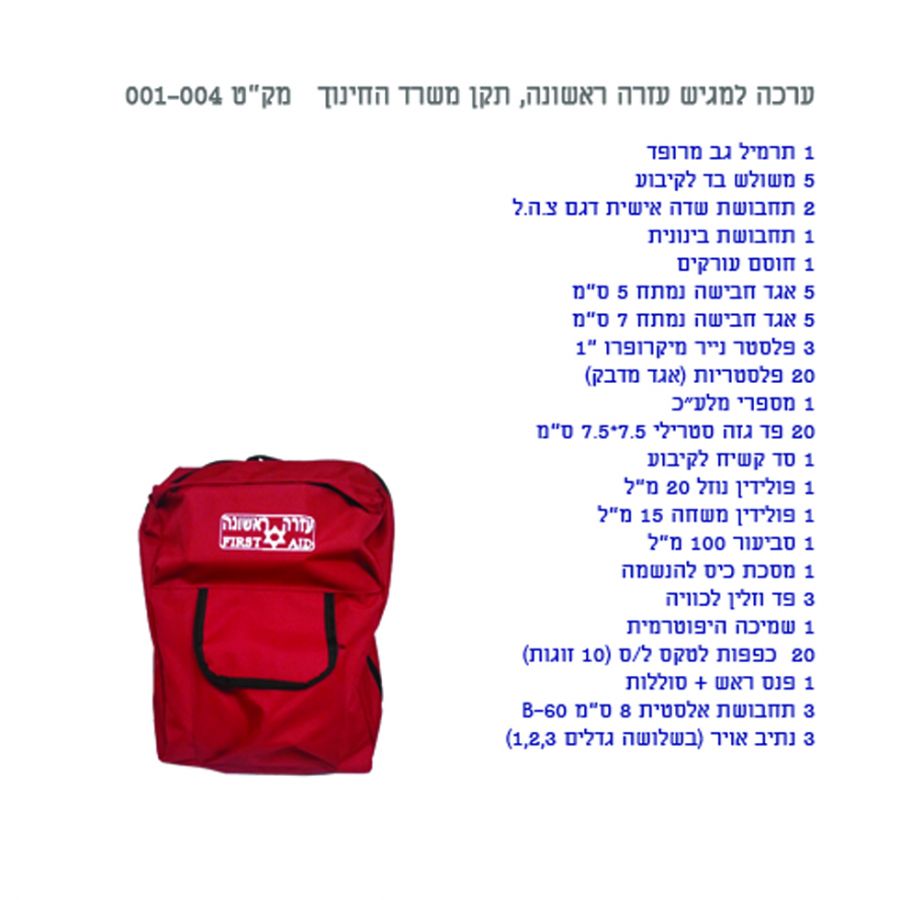 ערכה למגיש עזרה ראשונה, תקן משרד החינוך מק"ט 001-004
1 תרמיל גב מרופד
5 משולש בד לקיבוע
2 תחבושת שדה אישית דגם צ.ה.ל
1 תחבושת בינונית
1 חוסם עורקים
5 אגד חבישה נמתח 5 ס"מ
5 אגד חבישה נמתח 7 ס"מ
3 פלסטר נייר מיקרופרו "1
20 פלסטריות (אגד מדבק)
1 מספרי מלע״כ
20 פד גזה סטרילי 7.5*7.5 ס"מ
1 סד קשיח לקיבוע
1 פולידין נוזל 20 מ"ל
1 פולידין משחה 15 מ"ל
1 סביעור 100 מ"ל
1 מסכת כיס להנשמה
3 פד וזלין לכוויה
1 שמיכה היפוטרמית
20 כפפות לטקס ל/ס (10 זוגות)
1 פנס ראש + סוללות
3 תחבושת אלסטית 8 ס"מ B-60
3 נתיב אויר (בשלושה גדלים 1,2,3)
עזרה ראשונה
FIRST AID